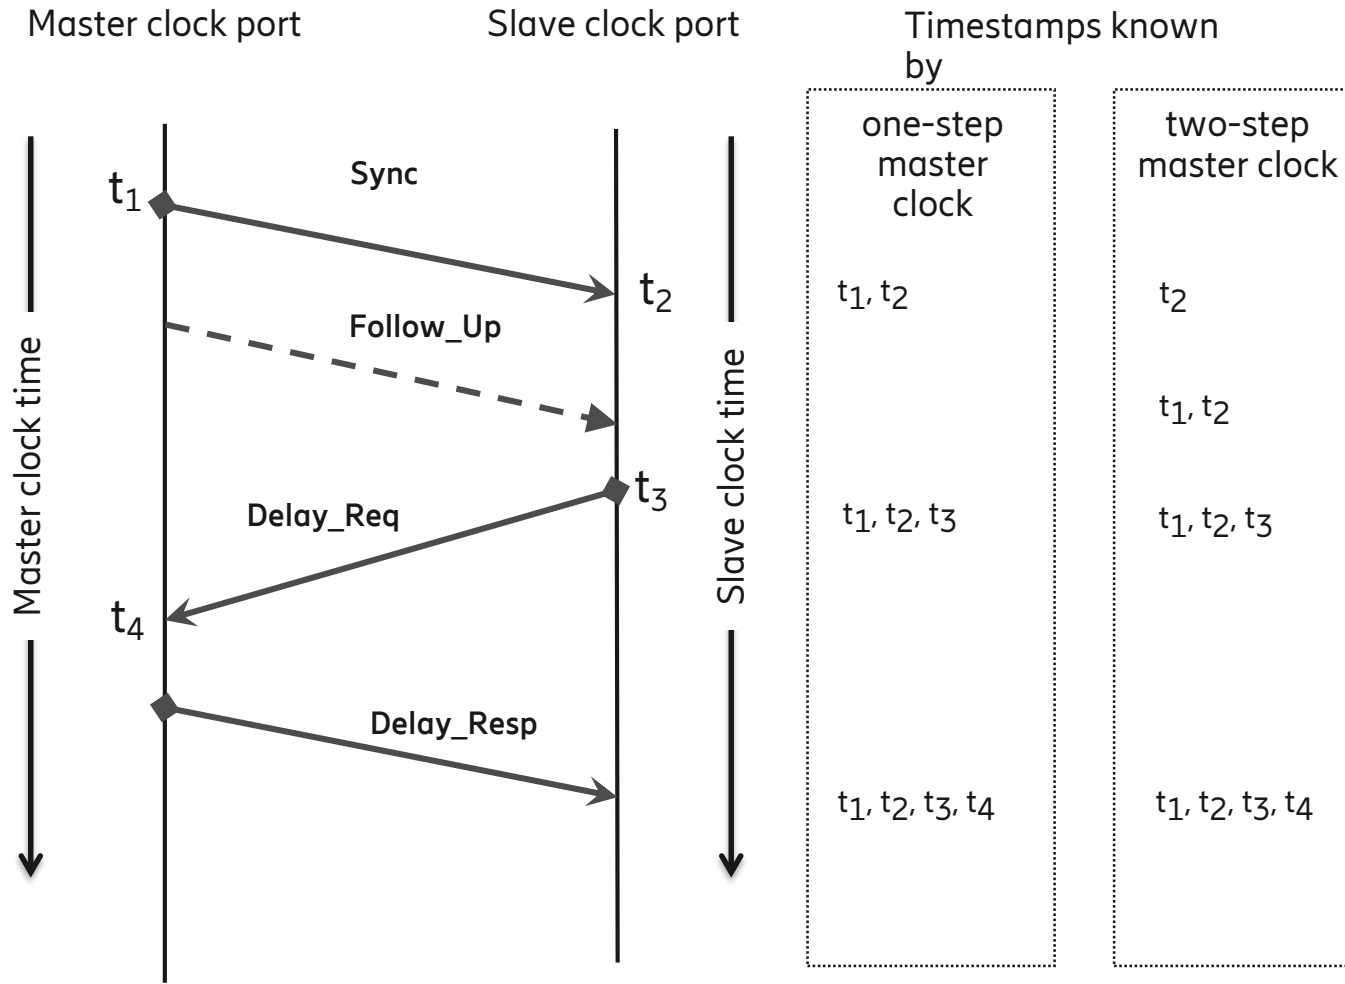 Master clock port
Slave clock port
Timestamps known
by
one-step
master
clock
two-step
master clock
Sync
t1
t2
t1, t2
t2
Follow_Up
Master clock time
Slave clock time
t1, t2
t3
Delay_Req
t1, t2, t3
t1, t2, t3
t4
Delay_Resp
t1, t2, t3, t4
t1, t2, t3, t4